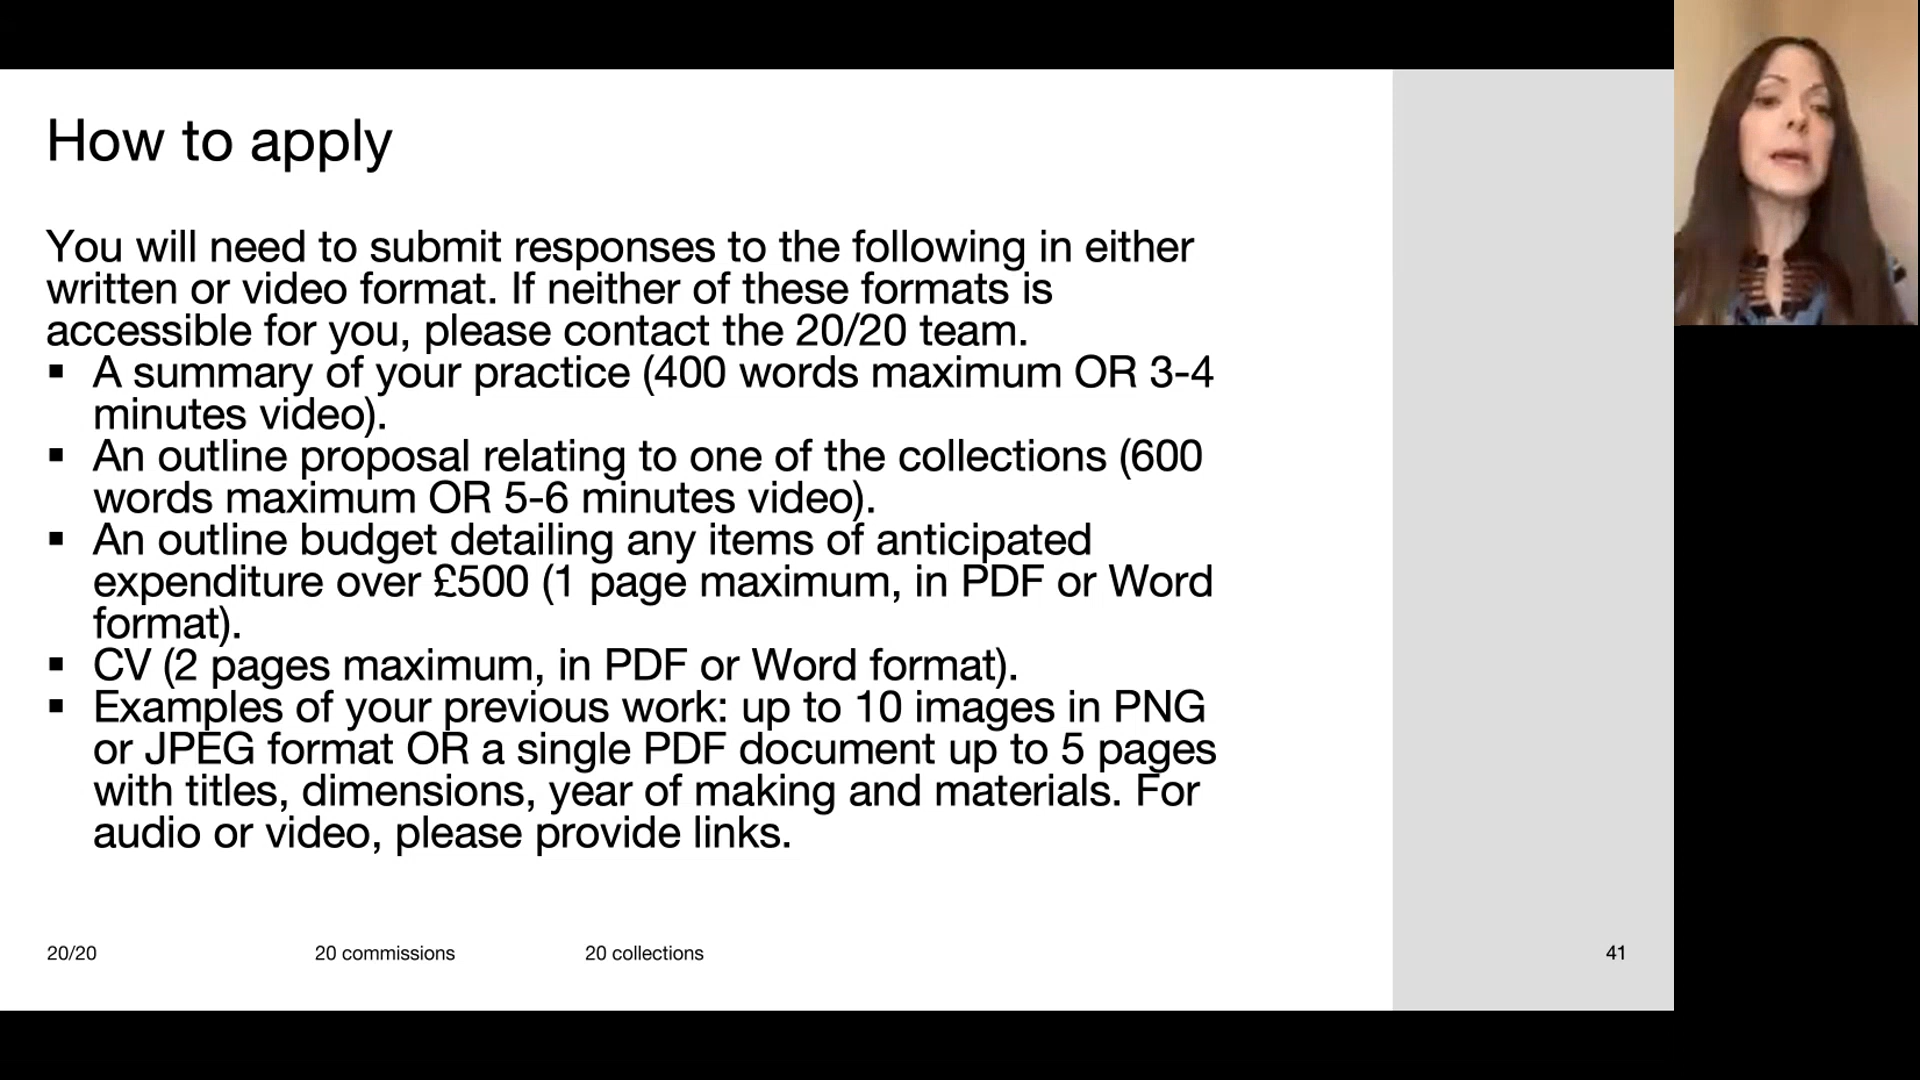 How to apply
You will need to submit responses to the following in either
written or video format. If neither of these formats is
accessible for you, please contact the 20/20 team.
▪ A summary of your practice (400 words maximum OR 3-4
minutes video).
▪ An outline proposal relating to one of the collections (600
words maximum OR 5-6 minutes video).
▪ An outline budget detailing any items of anticipated
expenditure over £500 (1 page maximum, in PDF or Word
format).
▪ CV (2 pages maximum, in PDF or Word format).
▪ Examples of your previous work: up to 10 images in PNG
or JPEG format OR a single PDF document up to 5 pages
with titles, dimensions, year of making and materials. For
audio or video, please provide links.
20/20 20 commissions 20 collections 41